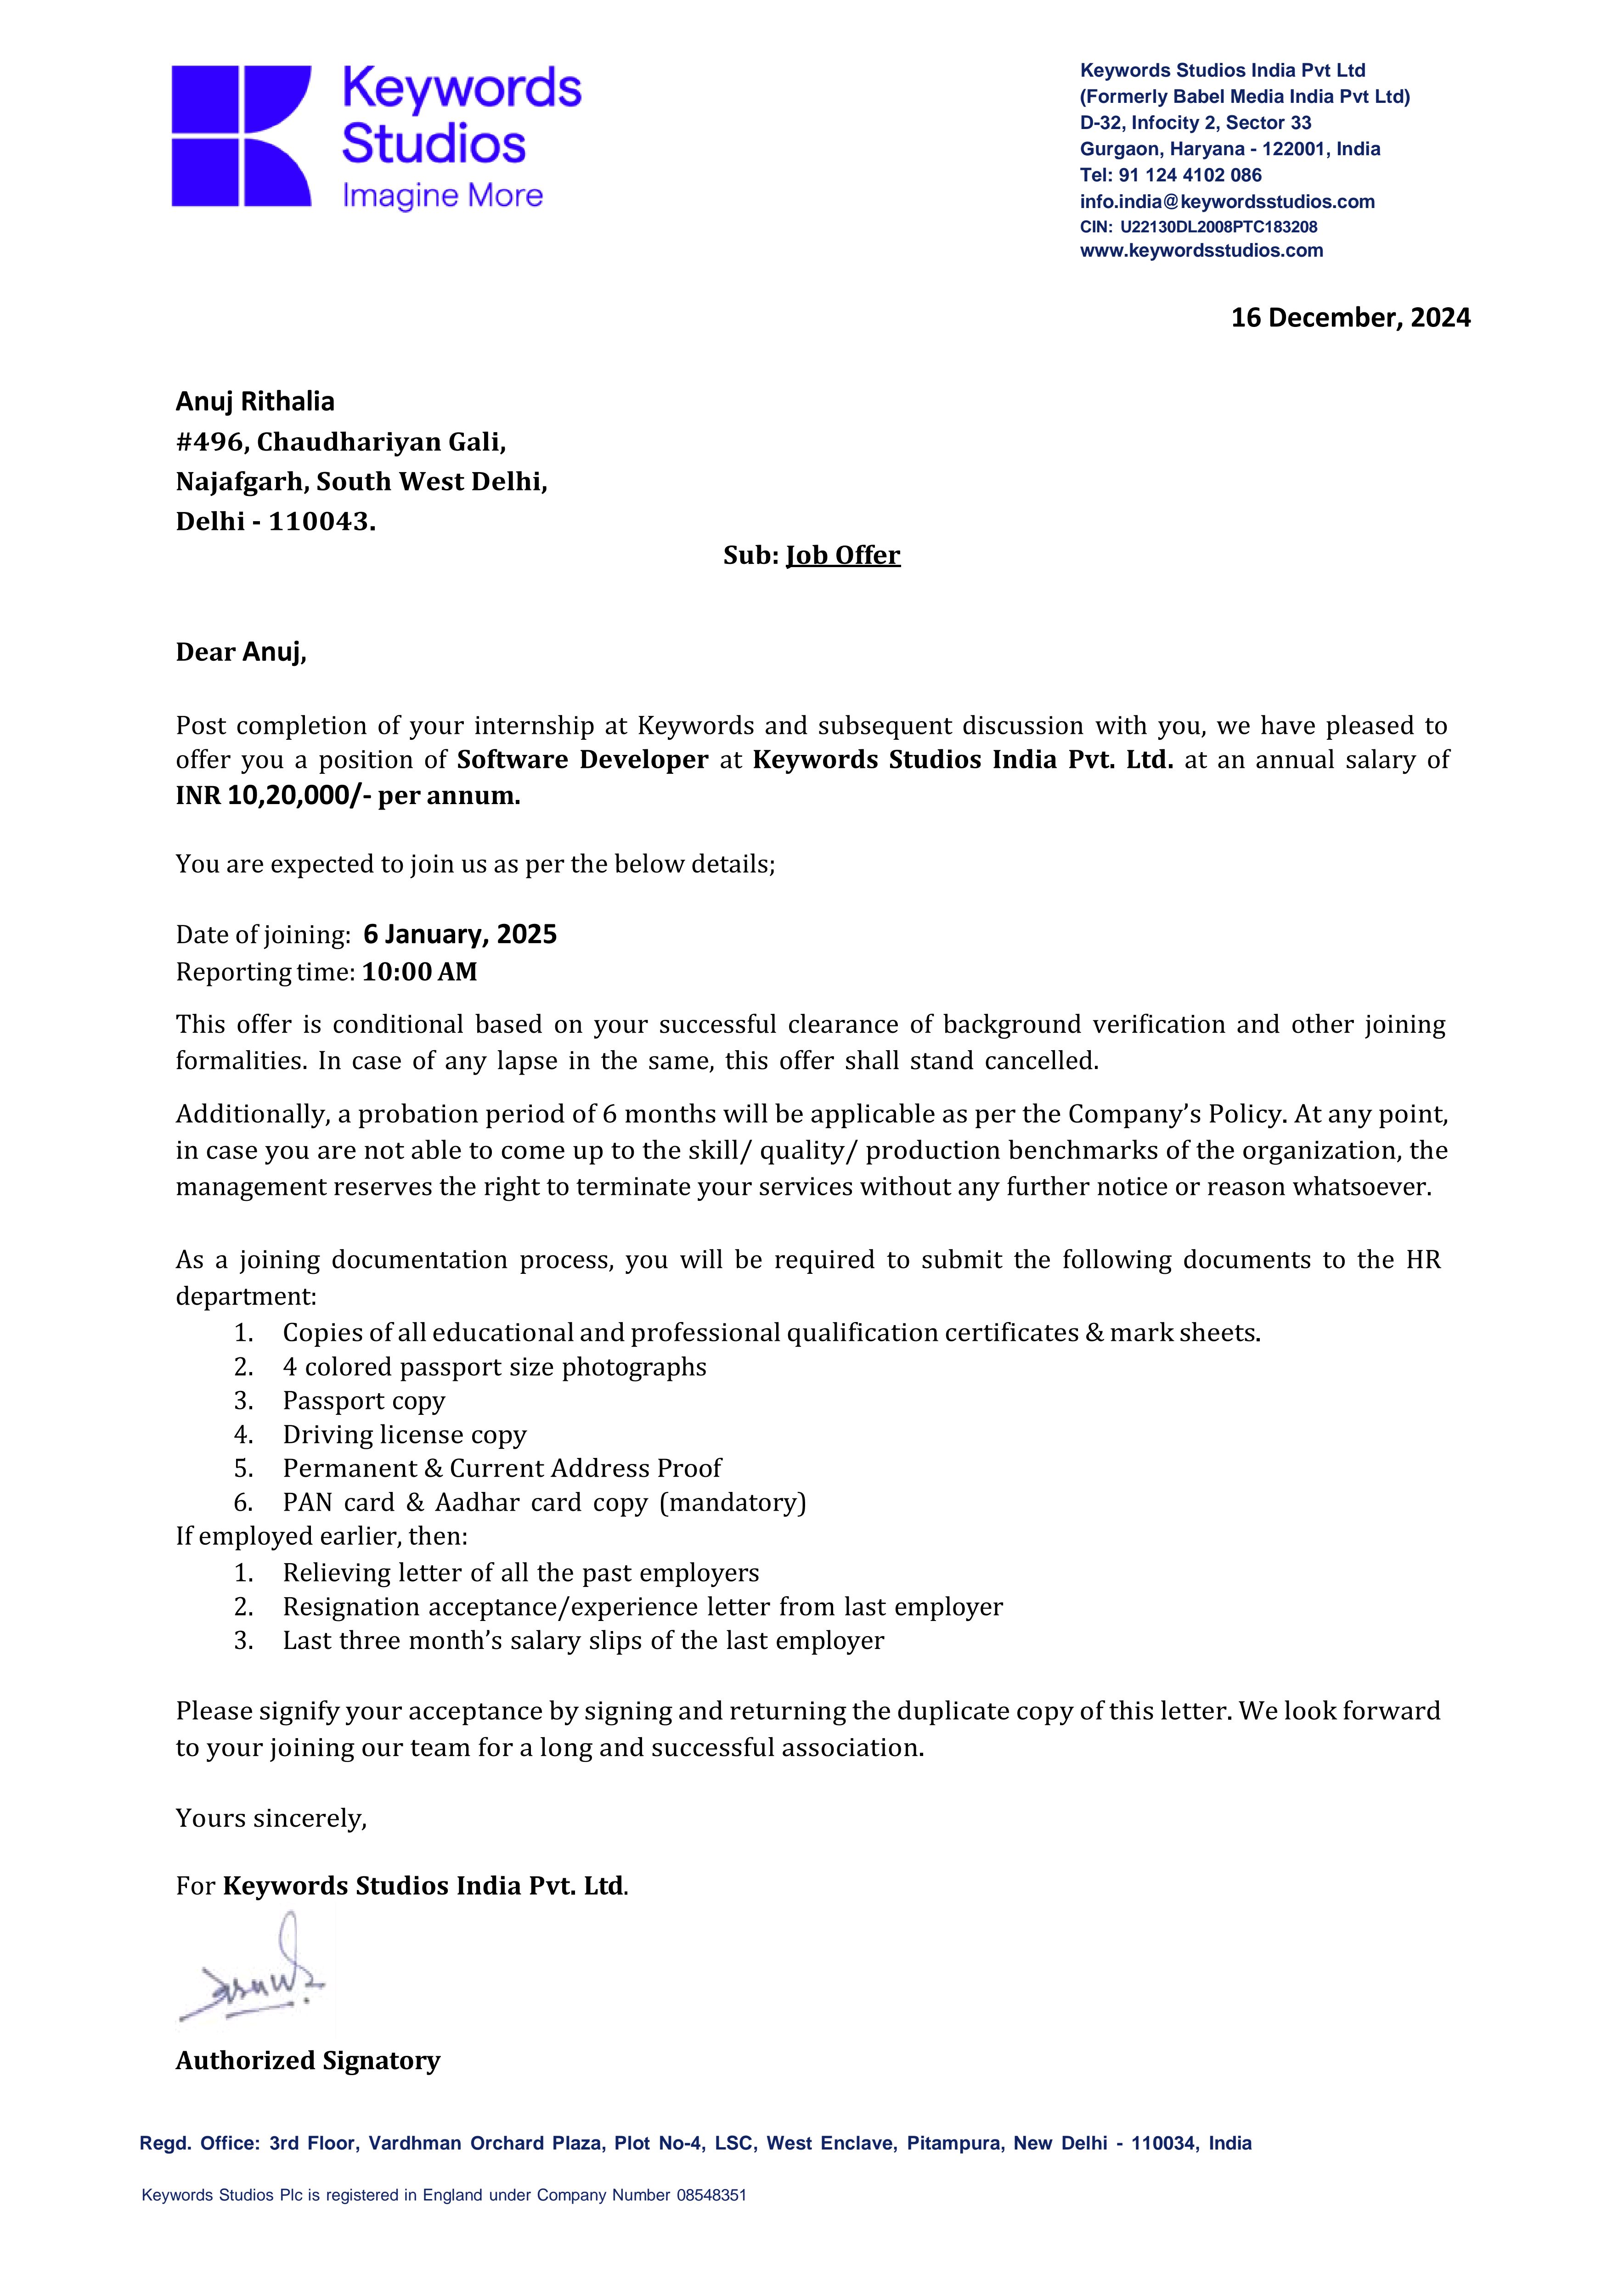 Keywords
Studios
Imagine More
Keywords Studios India Pvt Ltd
(Formerly Babel Media India Pvt Ltd)
D-32, Infocity 2, Sector 33
Gurgaon, Haryana - 122001, India
Tel: 91 124 4102 086
info.india@keywordsstudios.com
CIN: U22130DL2008PTC183208
www.keywordsstudios.com
16 December, 2024
Anuj Rithalia
#496, Chaudhariyan Gali,
Najafgarh, South West Delhi,
Delhi - 110043.
Sub: Job Offer
Dear Anuj,
Post completion of your internship at Keywords and subsequent discussion with you, we have pleased to
offer you a position of Software Developer at Keywords Studios India Pvt. Ltd. at an annual salary of
INR 10,20,000/- per annum.
You are expected to join us as per the below details;
Date of joining: 6 January, 2025
Reporting time: 10:00 AM
This offer is conditional based on your successful clearance of background verification and other joining
formalities. In case of any lapse in the same, this offer shall stand cancelled.
Additionally, a probation period of 6 months will be applicable as per the Company’s Policy. At any point,
in case you are not able to come up to the skill/ quality/ production benchmarks of the organization, the
management reserves the right to terminate your services without any further notice or reason whatsoever.
As a joining documentation process, you will be required to submit the following documents to the HR
department:
1. Copies of all educational and professional qualification certificates & mark sheets.
2. 4 colored passport size photographs
3. Passport copy
4. Driving license copy
5. Permanent & Current Address Proof
6. PAN card & Aadhar card copy (mandatory)
If employed earlier, then:
1. Relieving letter of all the past employers
2. Resignation acceptance/experience letter from last employer
3. Last three month’s salary slips of the last employer
Please signify your acceptance by signing and returning the duplicate copy of this letter. We look forward
to your joining our team for a long and successful association.
Yours sincerely,
For Keywords Studios India Pvt. Ltd.
Authorized Signatory
Regd. Office: 3rd Floor, Vardhman Orchard Plaza, Plot No-4, LSC, West Enclave, Pitampura, New Delhi - 110034, India
Keywords Studios Plc is registered in England under Company Number 08548351